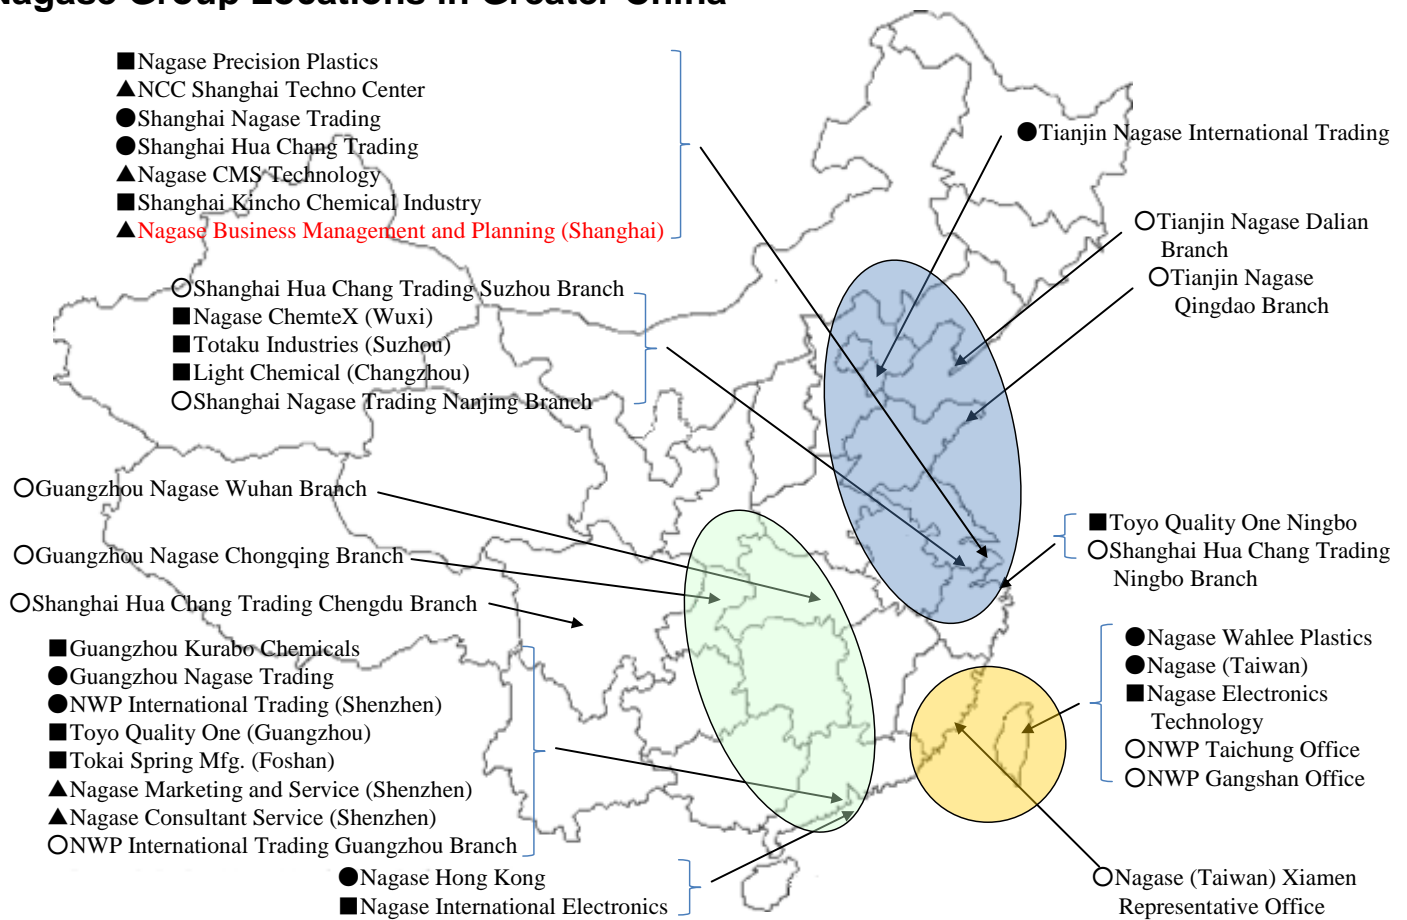 Nagase Group Locations in Greater China
■Nagase Precision Plastics
▲NCC Shanghai Techno Center
●Shanghai Nagase Trading
●Shanghai Hua Chang Trading
▲Nagase CMS Technology
■Shanghai Kincho Chemical Industry
▲Nagase Business Management and Planning (Shanghai)
●Tianjin Nagase International Trading
○Tianjin Nagase Dalian
Branch
○Tianjin Nagase
Qingdao Branch
○Shanghai Hua Chang Trading Suzhou Branch
■Nagase ChemteX (Wuxi)
■Totaku Industries (Suzhou)
■Light Chemical (Changzhou)
○Shanghai Nagase Trading Nanjing Branch
○Guangzhou Nagase Wuhan Branch
○Guangzhou Nagase Chongqing Branch
○Shanghai Hua Chang Trading Chengdu Branch
■Toyo Quality One Ningbo
○Shanghai Hua Chang Trading
Ningbo Branch
■Guangzhou Kurabo Chemicals
●Guangzhou Nagase Trading
●NWP International Trading (Shenzhen)
■Toyo Quality One (Guangzhou)
■Tokai Spring Mfg. (Foshan)
▲Nagase Marketing and Service (Shenzhen)
▲Nagase Consultant Service (Shenzhen)
○NWP International Trading Guangzhou Branch
●Nagase Wahlee Plastics
●Nagase (Taiwan)
■Nagase Electronics
Technology
○NWP Taichung Office
○NWP Gangshan Office
●Nagase Hong Kong
■Nagase International Electronics
○Nagase (Taiwan) Xiamen
Representative Office